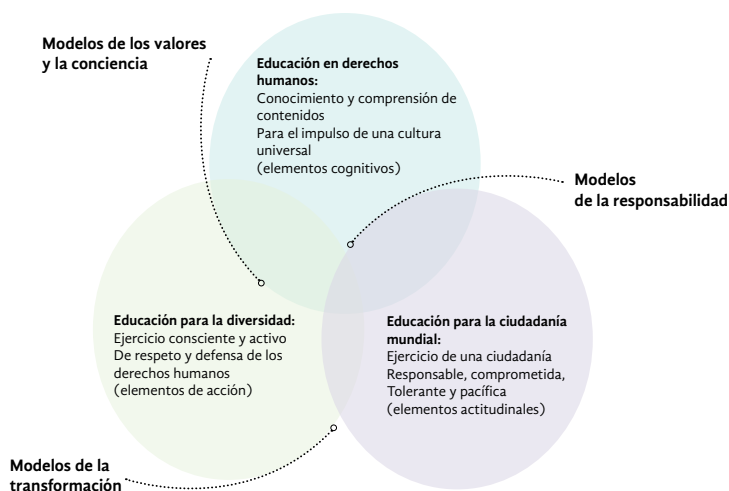 Modelos de los valores
y la conciencia
Educación en derechos
humanos:
Conocimiento y comprensión de
contenidos
Para el impulso de una cultura
universal
(elementos cognitivos)
Modelos
de la responsabilidad
Educación para la diversidad:
Ejercicio consciente y activo
De respeto y defensa de los
derechos humanos
(elementos de acción)
Educación para la ciudadanía
mundial:
Ejercicio de una ciudadanía
Responsable, comprometida,
Tolerante y pacífica
(elementos actitudinales)
Modelos de la
transformación